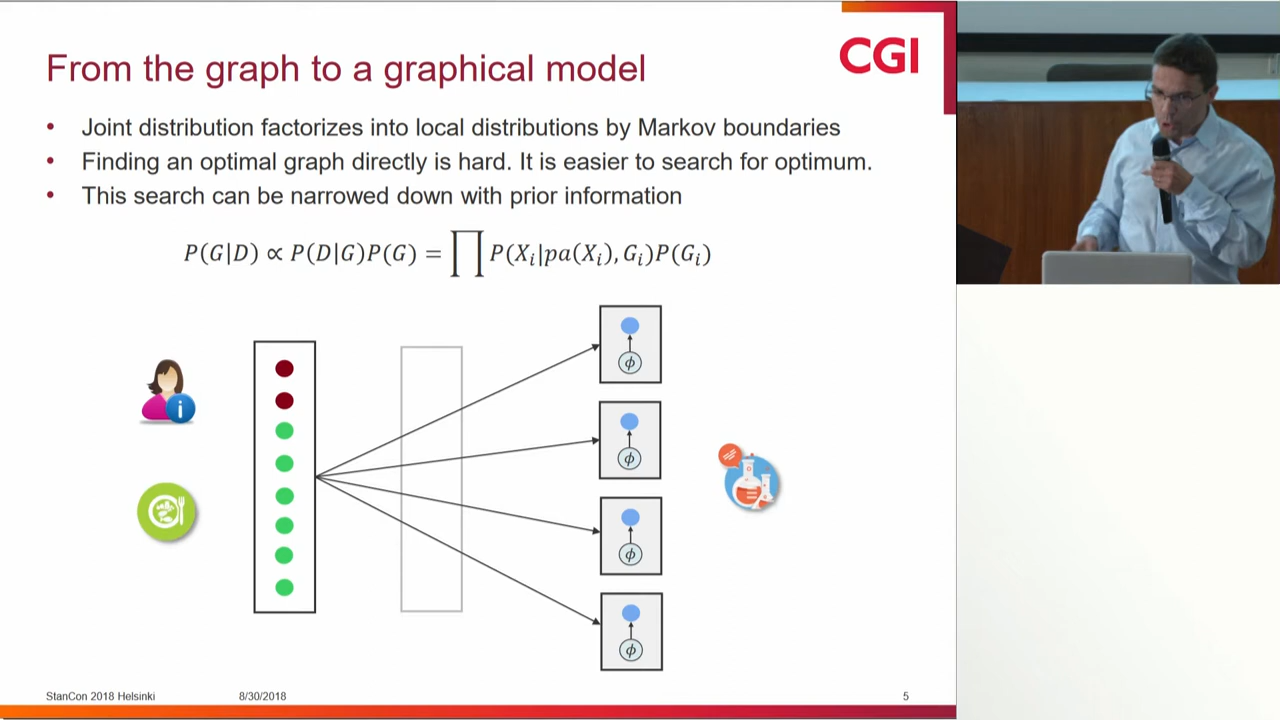 CGI
From the graph to a graphical model
• Joint distribution factorizes into local distributions by Markov boundaries
• Finding an optimal graph directly is hard. It is easier to search for optimum.
• This search can be narrowed down with prior information
P(G|D) ∝ P(D|G)P(G) = ∏ P(X_i|pa(X_i), G_i)P(G_i)
ϕ
ϕ
i
ϕ
ϕ
StanCon 2018 Helsinki 8/30/2018 5